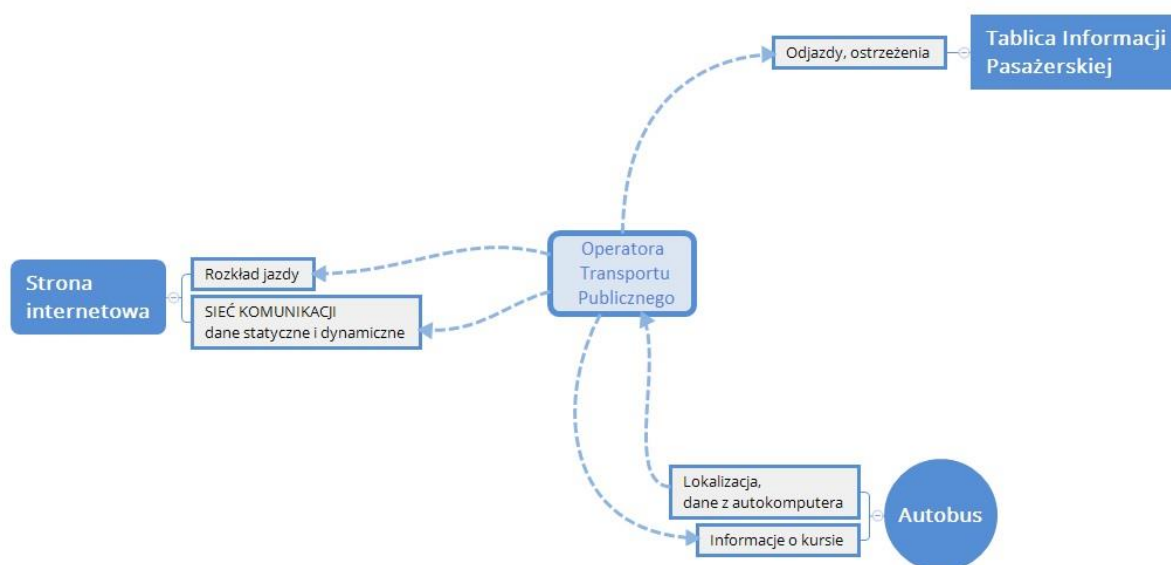 Odjazdy, ostrzeżenia
Tablica Informacji
Pasażerskiej
Operatora
Transportu
Publicznego
Strona
internetowa
Rozkład jazdy
SIEĆ KOMUNIKACJI
dane statyczne i dynamiczne
Lokalizacja,
dane z autokomputera
Informacje o kursie
Autobus